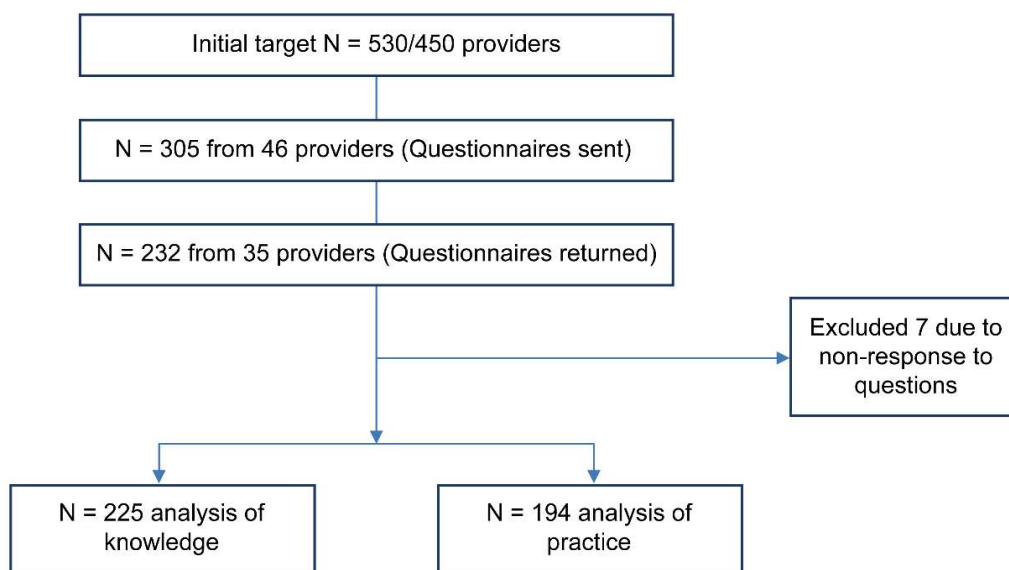 Initial target N = 530/450 providers
N = 305 from 46 providers (Questionnaires sent)
N = 232 from 35 providers (Questionnaires returned)
Excluded 7 due to
non-response to
questions
N = 225 analysis of
knowledge
N = 194 analysis of
practice